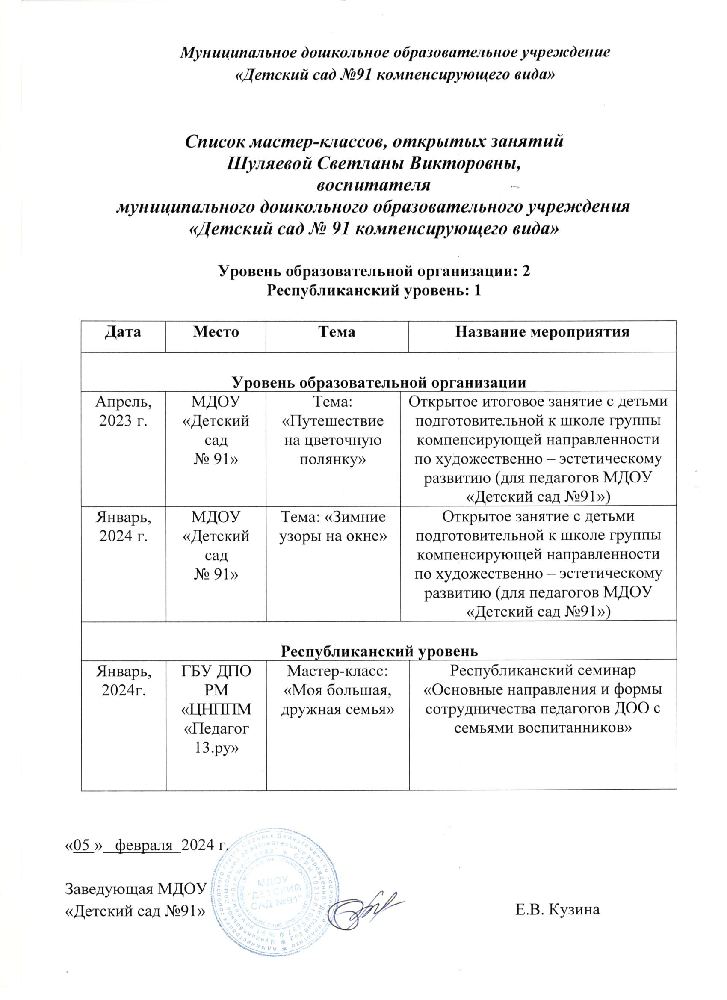 Муниципальное дошкольное образовательное учреждение
«Детский сад №91 компенсирующего вида»
Список мастер-классов, открытых занятий
Шуляевой Светланы Викторовны,
воспитателя
муниципального дошкольного образовательного учреждения
«Детский сад № 91 компенсирующего вида»
Уровень образовательной организации: 2
Республиканский уровень: 1
Дата Место Тема Название мероприятия
Уровень образовательной организации
Апрель,
2023 г.
МДОУ
«Детский
сад
№ 91»
Тема:
«Путешествие
на цветочную
полянку»
Открытое итоговое занятие с детьми
подготовительной к школе группы
компенсирующей направленности
по художественно – эстетическому
развитию (для педагогов МДОУ
«Детский сад №91»)
Январь,
2024 г.
МДОУ
«Детский
сад
№ 91»
Тема: «Зимние
узоры на окне»
Открытое занятие с детьми
подготовительной к школе группы
компенсирующей направленности
по художественно – эстетическому
развитию (для педагогов МДОУ
«Детский сад №91»)
Республиканский уровень
Январь,
2024г.
ГБУ ДПО
РМ
«ЦНППМ
«Педагог
13.ру»
Мастер-класс:
«Моя большая,
дружная семья»
Республиканский семинар
«Основные направления и формы
сотрудничества педагогов ДОО с
семьями воспитанников»
«05 » февраля 2024 г.
Заведующая МДОУ
«Детский сад №91»
Е.В. Кузина
МДОУ
"ДЕТСКИЙ
САД №91"